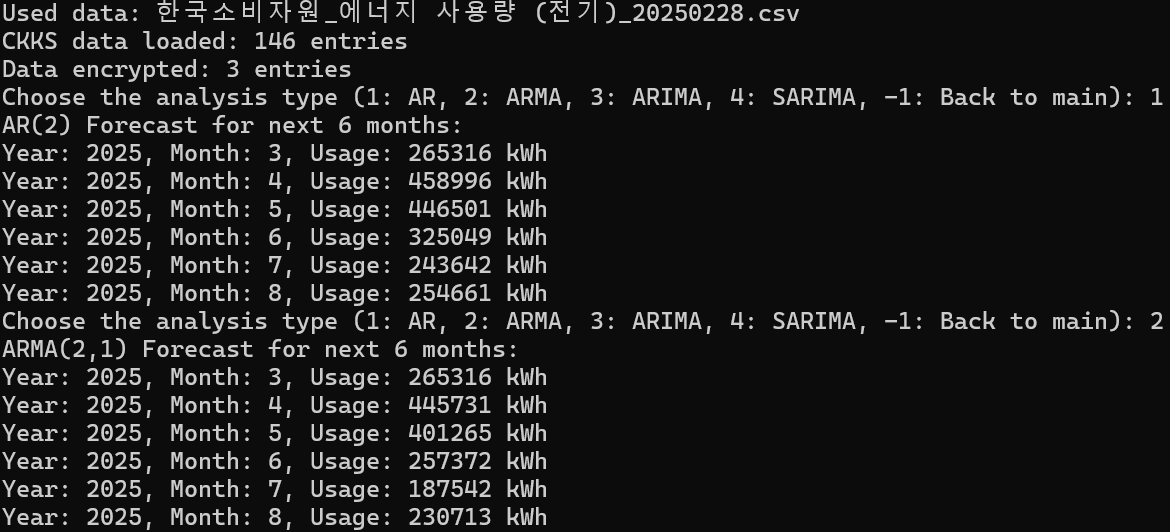 Used data: 한국소비자원_에너지 사용량 (전기)_20250228.csv
CKKS data loaded: 146 entries
Data encrypted: 3 entries
Choose the analysis type (1: AR, 2: ARMA, 3: ARIMA, 4: SARIMA, -1: Back to main): 1
AR(2) Forecast for next 6 months:
Year: 2025, Month: 3, Usage: 265316 kWh
Year: 2025, Month: 4, Usage: 458996 kWh
Year: 2025, Month: 5, Usage: 446501 kWh
Year: 2025, Month: 6, Usage: 325049 kWh
Year: 2025, Month: 7, Usage: 243642 kWh
Year: 2025, Month: 8, Usage: 254661 kWh
Choose the analysis type (1: AR, 2: ARMA, 3: ARIMA, 4: SARIMA, -1: Back to main): 2
ARMA(2,1) Forecast for next 6 months:
Year: 2025, Month: 3, Usage: 265316 kWh
Year: 2025, Month: 4, Usage: 445731 kWh
Year: 2025, Month: 5, Usage: 401265 kWh
Year: 2025, Month: 6, Usage: 257372 kWh
Year: 2025, Month: 7, Usage: 187542 kWh
Year: 2025, Month: 8, Usage: 230713 kWh